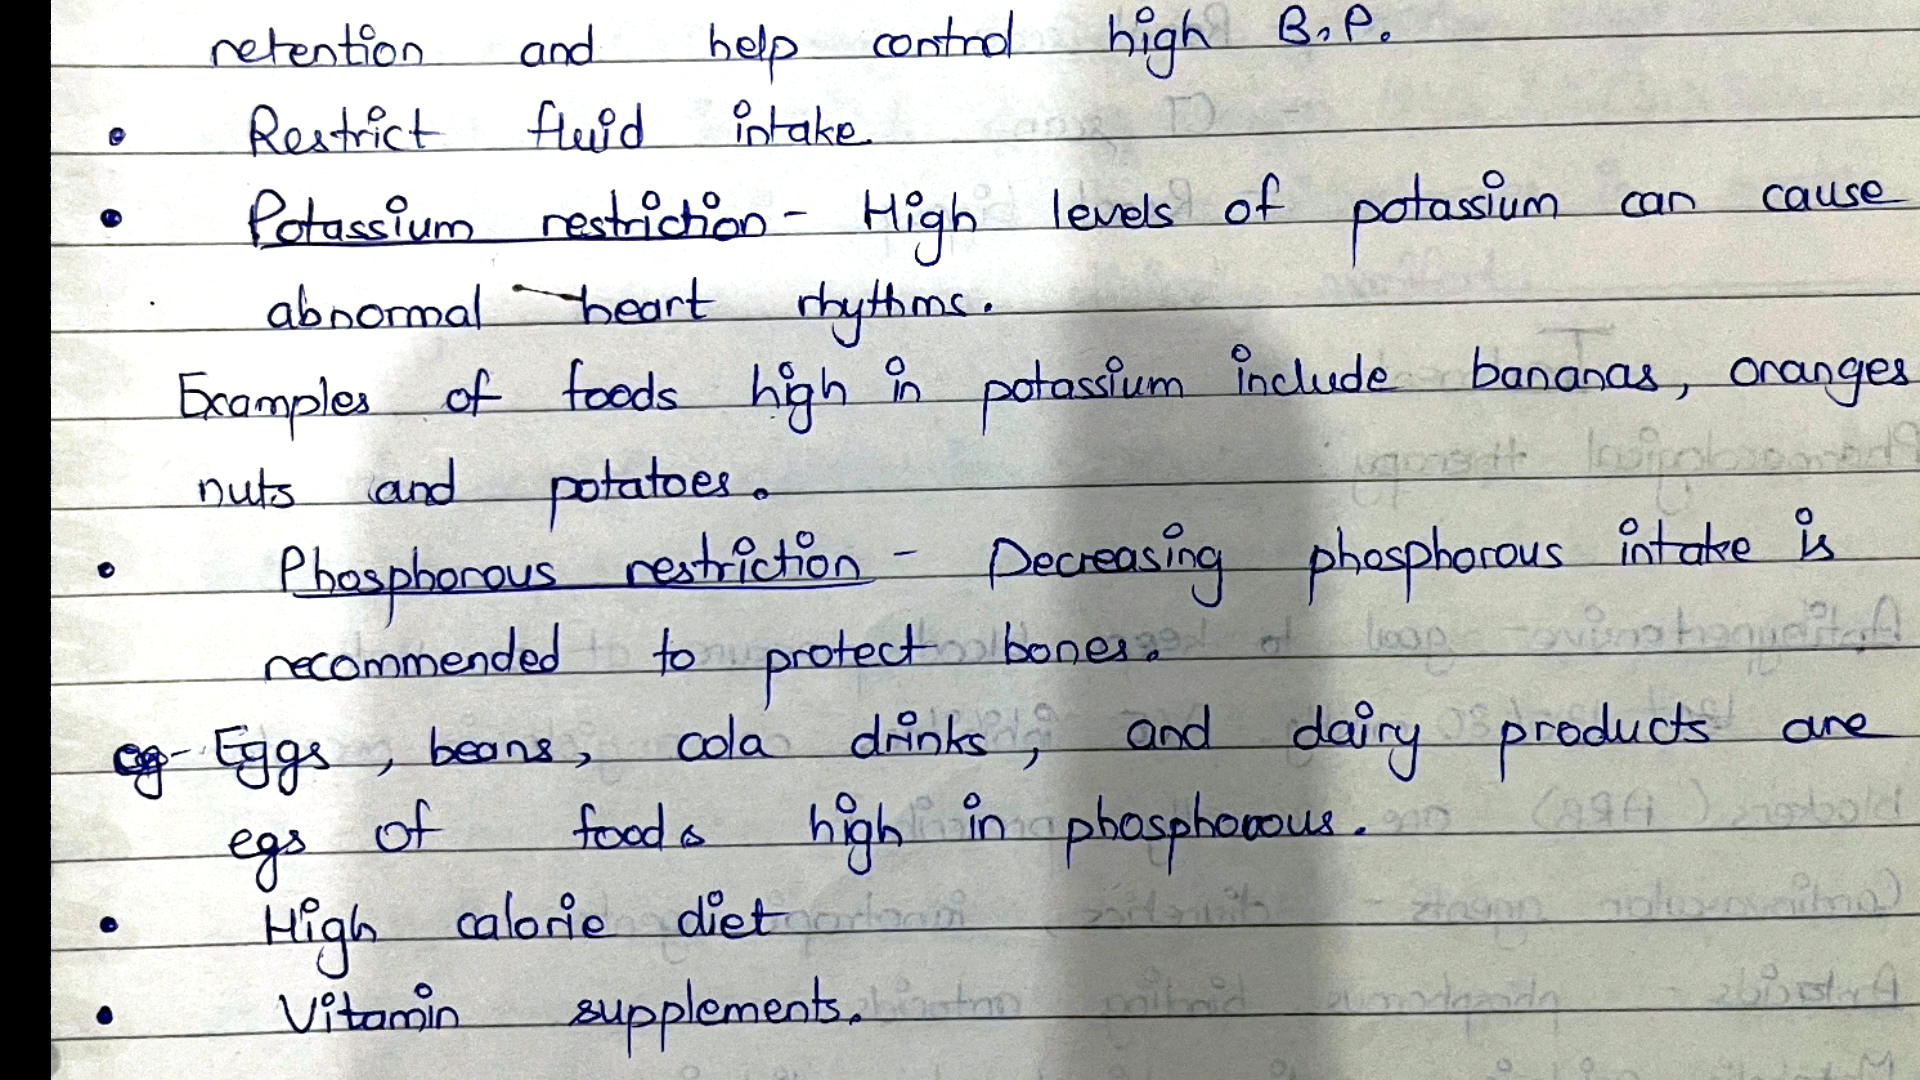 retention and help control high B.P.
• Restrict fluid intake.
• Potassium restriction - High levels of potassium can cause
abnormal heart rhythms.
Examples of foods high in potassium include bananas, oranges
nuts and potatoes.
• Phosphorous restriction - Decreasing phosphorous intake is
recommended to protect bones.
eg - Eggs, beans, cola drinks, and dairy products are
egs of foods high in phosphorous.
• High calorie diet
• Vitamin supplements.